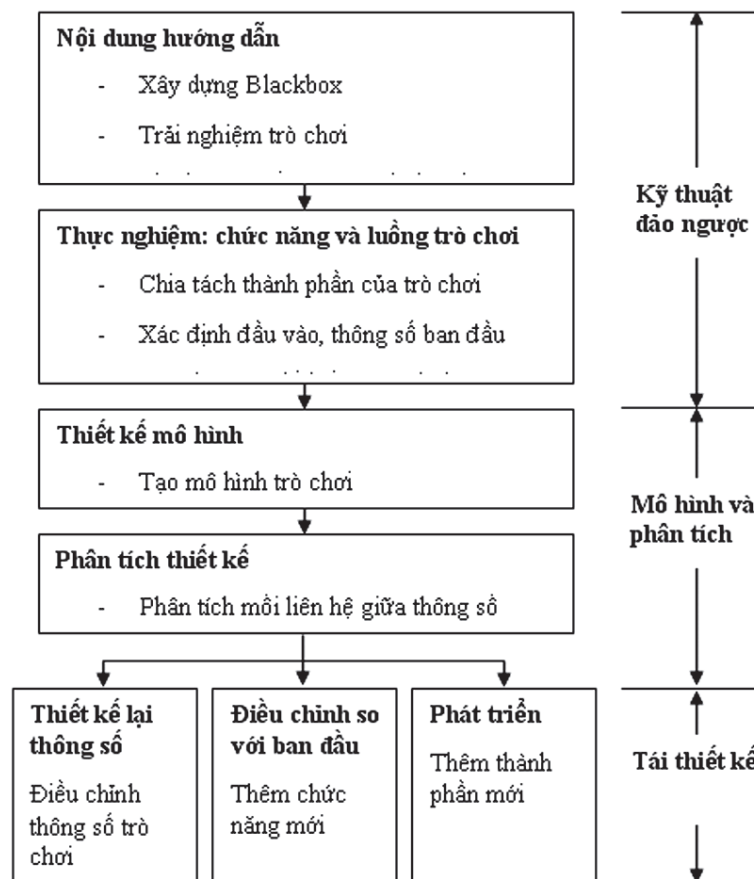 Nội dung hướng dẫn
- Xây dựng Blackbox
- Trải nghiệm trò chơi
Thực nghiệm: chức năng và luồng trò chơi
- Chia tách thành phần của trò chơi
- Xác định đầu vào, thông số ban đầu
Kỹ thuật
đảo ngược
Thiết kế mô hình
- Tạo mô hình trò chơi
Phân tích thiết kế
- Phân tích mối liên hệ giữa thông số
Mô hình và
phân tích
Thiết kế lại
thông số
Điều chỉnh
thông số trò
chơi
Điều chỉnh so
với ban đầu
Thêm chức
năng mới
Phát triển
Thêm thành
phần mới
Tái thiết kế